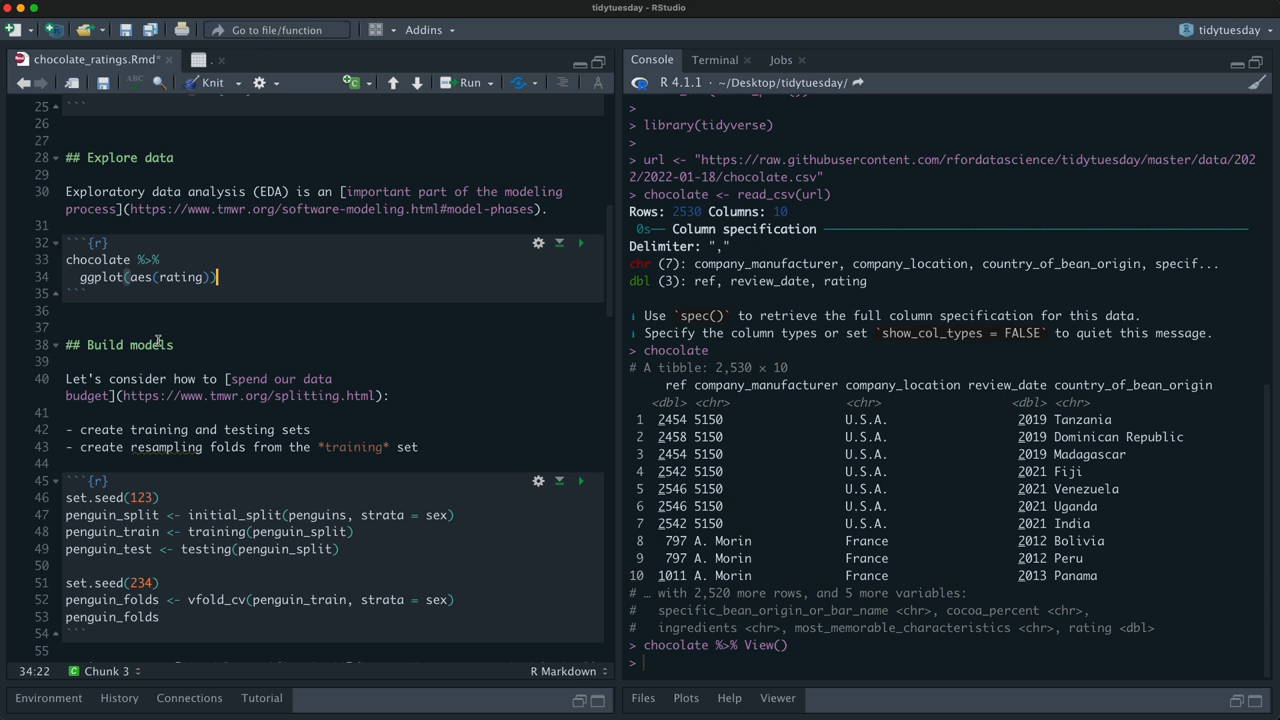 tidytuesday - RStudio
Go to file/function
Addins
tidytuesday
chocolate_ratings.Rmd*
.
ABC
Knit
Run
25 ```
26
27
28 ## Explore data
29
30 Exploratory data analysis (EDA) is an [important part of the modeling
process](https://www.tmwr.org/software-modeling.html#model-phases).
31
32 ```{r}
33 chocolate %>%
34 ggplot(aes(rating))
35 ```
36
37
38 ## Build models
39
40 Let's consider how to [spend our data
budget](https://www.tmwr.org/splitting.html):
41
42 - create training and testing sets
43 - create resampling folds from the *training* set
44
45 ```{r}
46 set.seed(123)
47 penguin_split <- initial_split(penguins, strata = sex)
48 penguin_train <- training(penguin_split)
49 penguin_test <- testing(penguin_split)
50
51 set.seed(234)
52 penguin_folds <- vfold_cv(penguin_train, strata = sex)
53 penguin_folds
54 ```
55
34:22 Chunk 3 R Markdown
Environment History Connections Tutorial
Console Terminal Jobs
R 4.1.1 · ~/Desktop/tidytuesday/
>
> library(tidyverse)
>
> url <- "https://raw.githubusercontent.com/rfordatascience/tidytuesday/master/data/202
2/2022-01-18/chocolate.csv"
> chocolate <- read_csv(url)
Rows: 2530 Columns: 10
0s── Column specification
Delimiter: ","
chr (7): company_manufacturer, company_location, country_of_bean_origin, specif...
dbl (3): ref, review_date, rating
ℹ Use `spec()` to retrieve the full column specification for this data.
ℹ Specify the column types or set `show_col_types = FALSE` to quiet this message.
> chocolate
# A tibble: 2,530 × 10
ref company_manufacturer company_location review_date country_of_bean_origin
<dbl> <chr> <chr> <dbl> <chr>
1 2454 5150 U.S.A. 2019 Tanzania
2 2458 5150 U.S.A. 2019 Dominican Republic
3 2454 5150 U.S.A. 2019 Madagascar
4 2542 5150 U.S.A. 2021 Fiji
5 2546 5150 U.S.A. 2021 Venezuela
6 2546 5150 U.S.A. 2021 Uganda
7 2542 5150 U.S.A. 2021 India
8 797 A. Morin France 2012 Bolivia
9 797 A. Morin France 2012 Peru
10 1011 A. Morin France 2013 Panama
# … with 2,520 more rows, and 5 more variables:
# specific_bean_origin_or_bar_name <chr>, cocoa_percent <chr>,
# ingredients <chr>, most_memorable_characteristics <chr>, rating <dbl>
> chocolate %>% View()
>
Files Plots Help Viewer